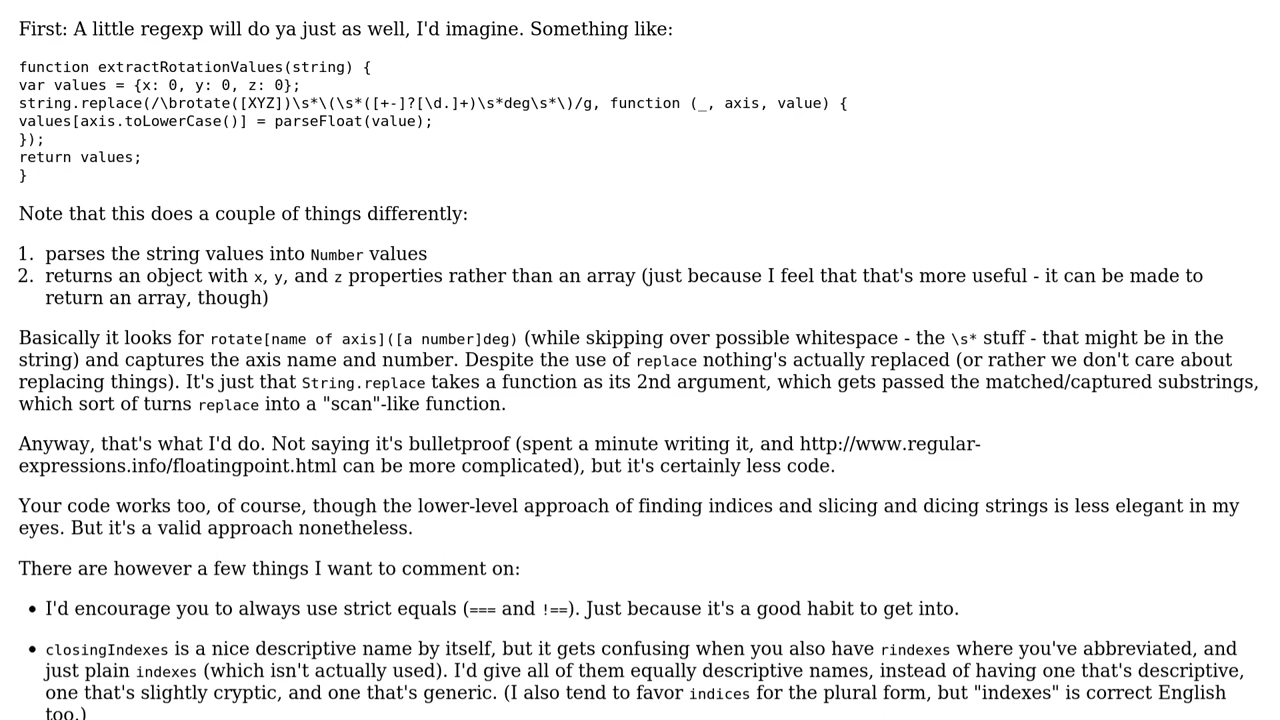 First: A little regexp will do ya just as well, I'd imagine. Something like:
function extractRotationValues(string) {
var values = {x: 0, y: 0, z: 0};
string.replace(/\brotate([XYZ])\s*\(\s*([+-]?[\d.]+)\s*deg\s*\)/g, function (_, axis, value) {
values[axis.toLowerCase()] = parseFloat(value);
});
return values;
}
Note that this does a couple of things differently:
1. parses the string values into Number values
2. returns an object with x, y, and z properties rather than an array (just because I feel that that's more useful - it can be made to
return an array, though)
Basically it looks for rotate[name of axis]([a number]deg) (while skipping over possible whitespace - the \s* stuff - that might be in the
string) and captures the axis name and number. Despite the use of replace nothing's actually replaced (or rather we don't care about
replacing things). It's just that String.replace takes a function as its 2nd argument, which gets passed the matched/captured substrings,
which sort of turns replace into a "scan"-like function.
Anyway, that's what I'd do. Not saying it's bulletproof (spent a minute writing it, and http://www.regular-
expressions.info/floatingpoint.html can be more complicated), but it's certainly less code.
Your code works too, of course, though the lower-level approach of finding indices and slicing and dicing strings is less elegant in my
eyes. But it's a valid approach nonetheless.
There are however a few things I want to comment on:
• I'd encourage you to always use strict equals (=== and !==). Just because it's a good habit to get into.
• closingIndexes is a nice descriptive name by itself, but it gets confusing when you also have rindexes where you've abbreviated, and
just plain indexes (which isn't actually used). I'd give all of them equally descriptive names, instead of having one that's descriptive,
one that's slightly cryptic, and one that's generic. (I also tend to favor indices for the plural form, but "indexes" is correct English
too.)